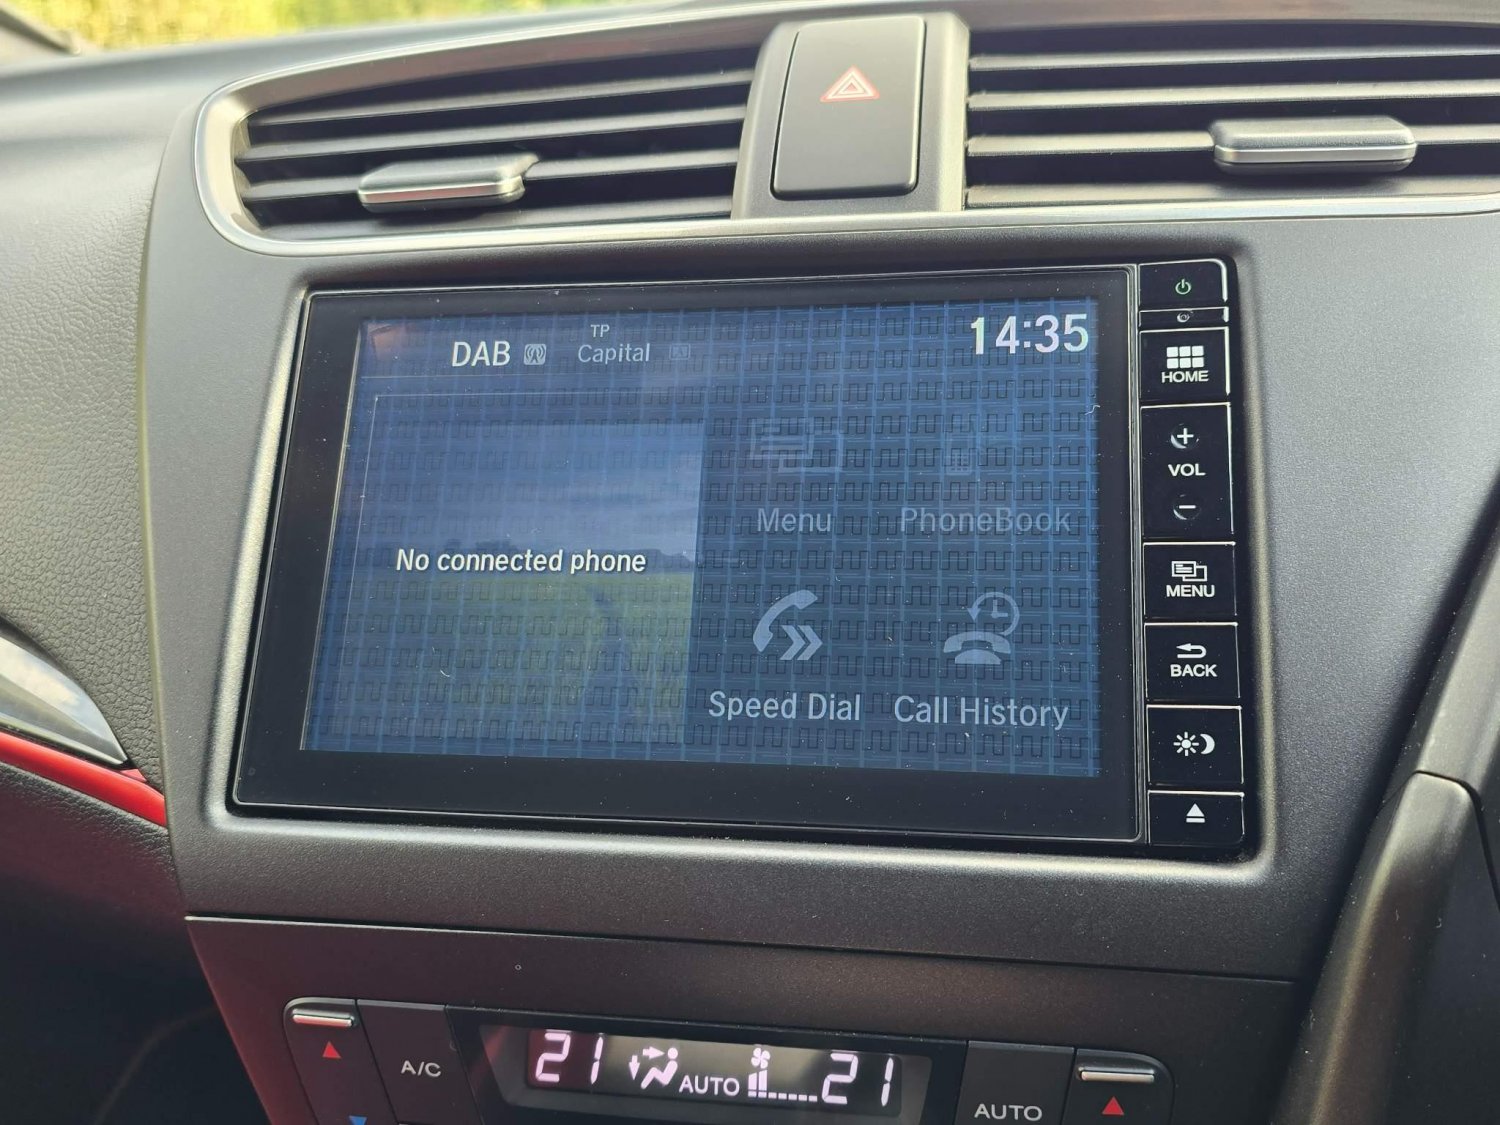 TP
DAB Capital
14:35
No connected phone
Menu PhoneBook
Speed Dial Call History
HOME
+
VOL
-
MENU
BACK
A/C
21 AUTO 21
AUTO